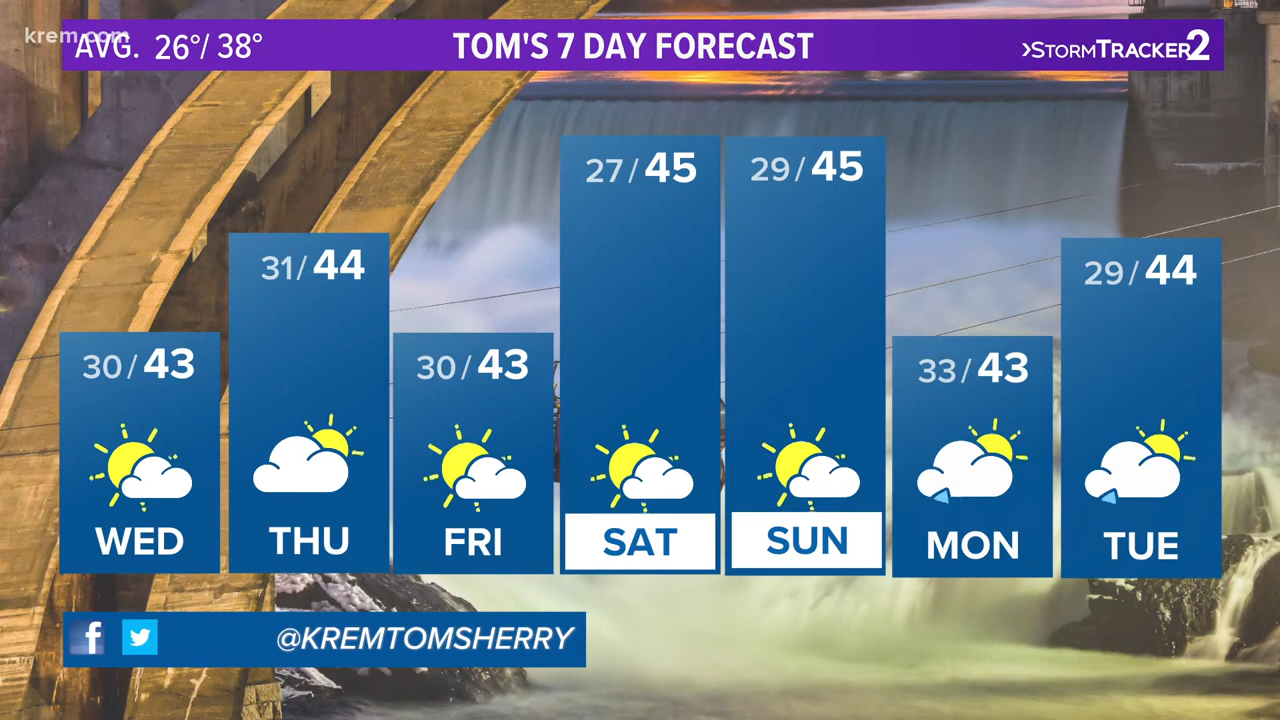 krem.com
AVG. 26°/ 38°
TOM'S 7 DAY FORECAST
›STORMTRACKER2
30/43
31/44
30/43
27/45
29/45
33/43
29/44
WED
THU
FRI
SAT
SUN
MON
TUE
f
@KREMTOMSHERRY